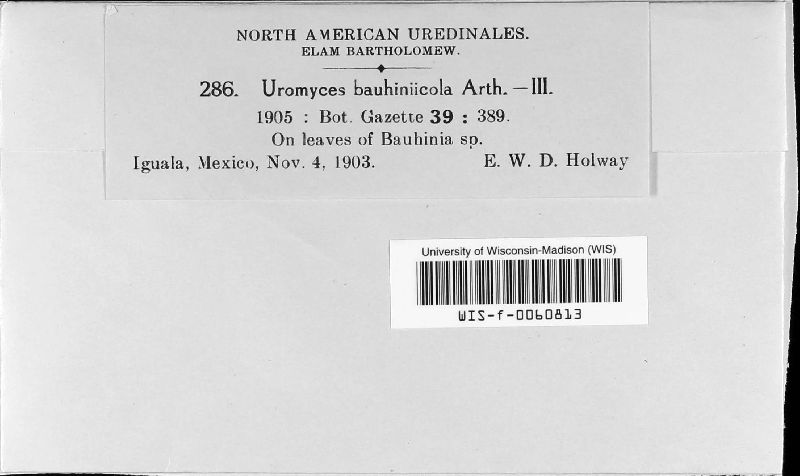 NORTH AMERICAN UREDINALES.
ELAM BARTHOLOMEW.
286. Uromyces bauhiniicola Arth. — III.
1905 : Bot. Gazette 39 : 389.
On leaves of Bauhinia sp.
Iguala, Mexico, Nov. 4, 1903. E. W. D. Holway
University of Wisconsin-Madison (WIS)
WIS-f-0060813